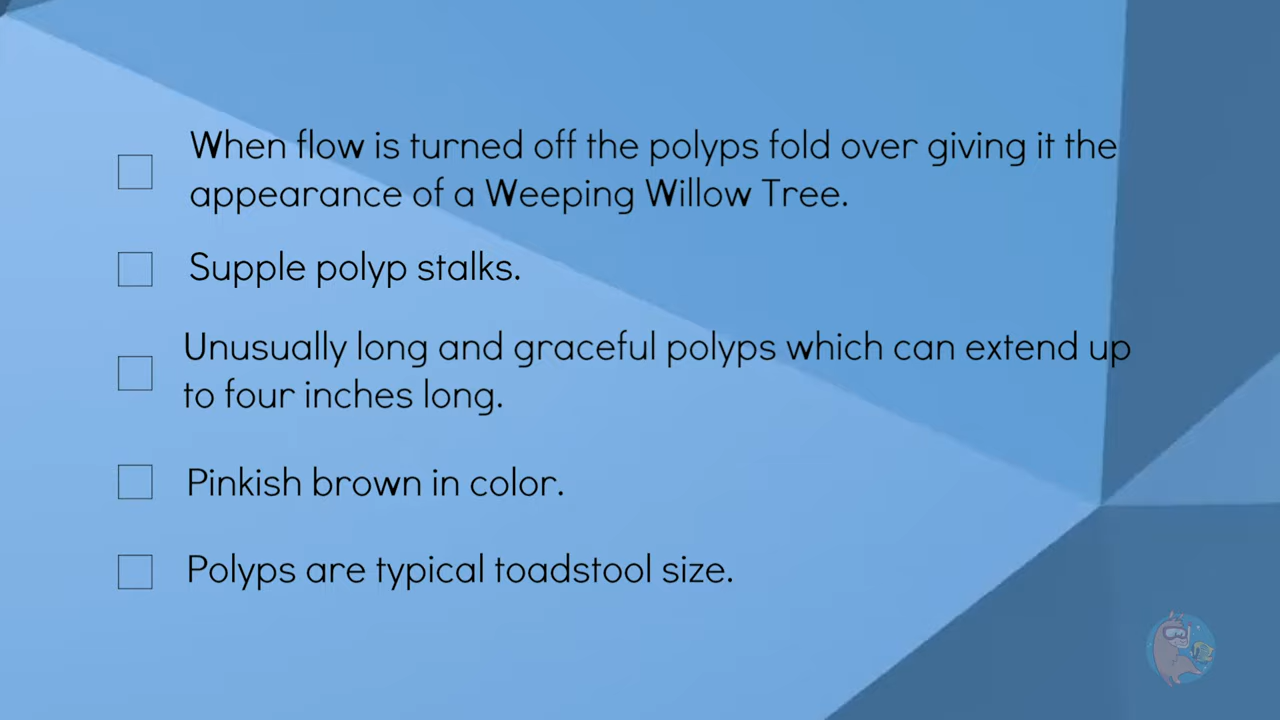 When flow is turned off the polyps fold over giving it the
appearance of a Weeping Willow Tree.
Supple polyp stalks.
Unusually long and graceful polyps which can extend up
to four inches long.
Pinkish brown in color.
Polyps are typical toadstool size.